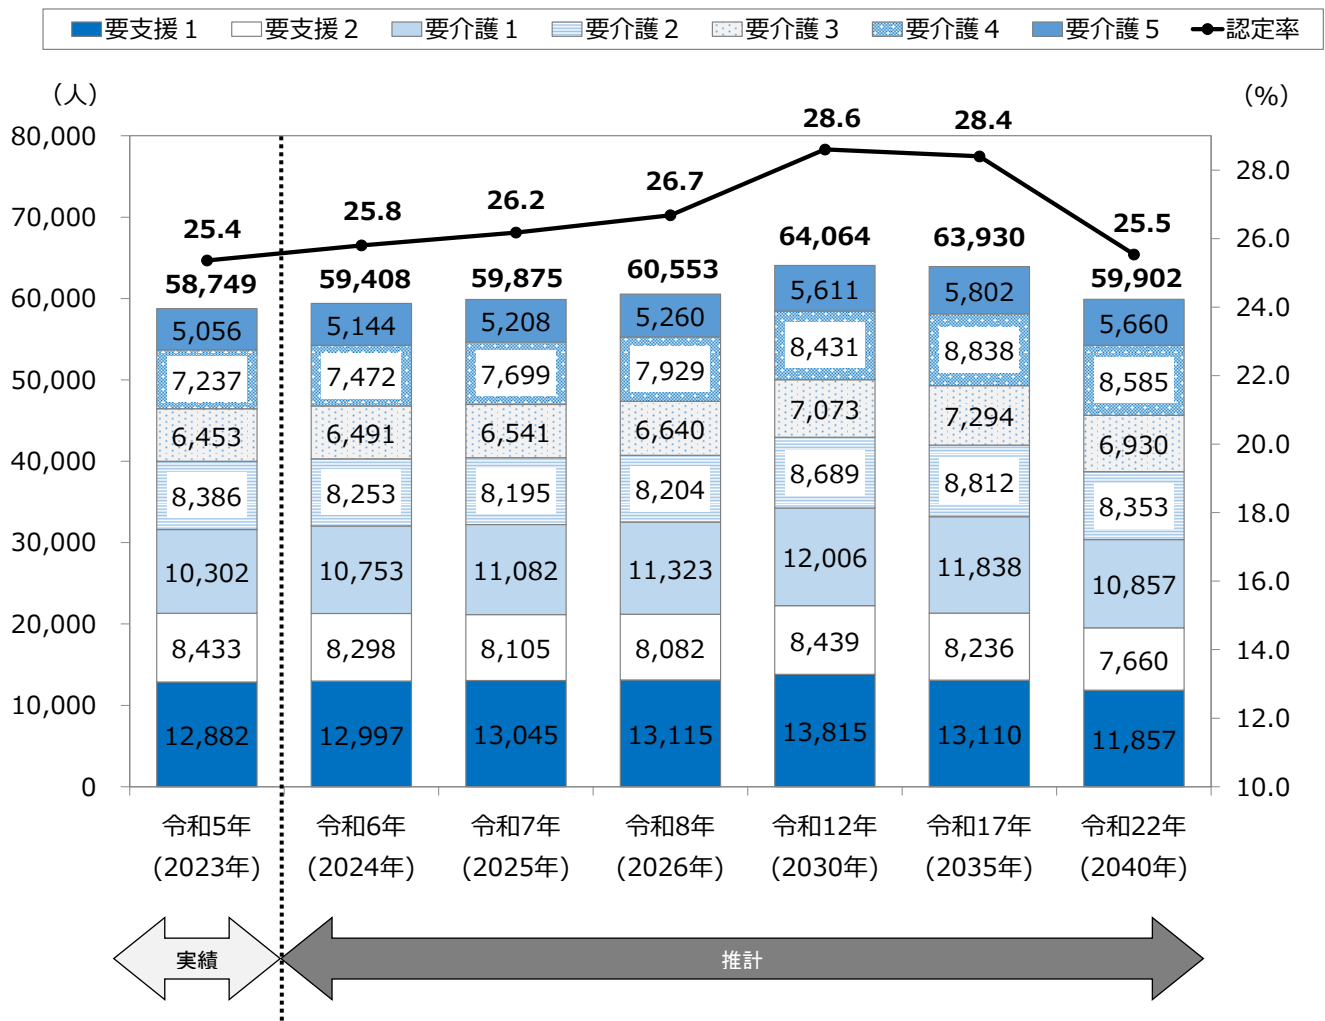 要支援１ 要支援２ 要介護１ 要介護２ 要介護３ 要介護４ 要介護５ 認定率
（人） （%）
80,000 28.6 28.4
28.0
70,000 25.4 25.8 26.2 26.7 25.5
26.0
58,749 59,408 59,875 60,553 64,064 63,930 59,902
60,000 24.0
5,056 5,144 5,208 5,260 5,611 5,802 5,660
7,237 7,472 7,699 7,929 8,431 8,838 8,585
50,000 22.0
6,453 6,491 6,541 6,640 7,073 7,294 6,930
40,000 20.0
8,386 8,253 8,195 8,204 8,689 8,812 8,353
30,000 18.0
10,302 10,753 11,082 11,323 12,006 11,838 10,857
16.0
20,000
8,433 8,298 8,105 8,082 8,439 8,236 7,660
14.0
10,000
12,882 12,997 13,045 13,115 13,815 13,110 11,857
12.0
0 10.0
令和5年 令和6年 令和7年 令和8年 令和12年 令和17年 令和22年
(2023年) (2024年) (2025年) (2026年) (2030年) (2035年) (2040年)
実績 推計